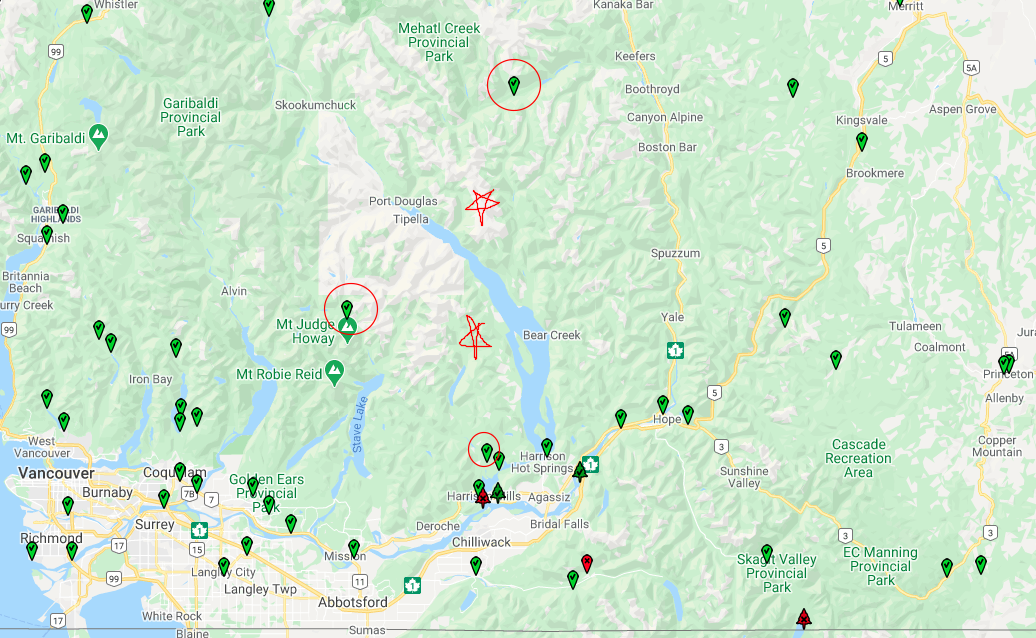 Whistler
Kanaka Bar
Merritt
Mehatl Creek
Provincial
Park
99
Keefers
5
5A
Boothroyd
Garibaldi
Provincial
Park
Skookumchuck
Aspen Grove
Canyon Alpine
Kingsvale
Mt. Garibaldi
Boston Bar
Brookmere
Port Douglas
GARIBALDI
HIGHLANDS
Tipella
Squamish
5
Spuzzum
Britannia
Beach
Alvin
urry Creek
Yale
99
Mt Judge
Howay
Bear Creek
Tulameen
Jura
1
Coalmont
5A
Iron Bay
Mt Robie Reid
Princeton
5
Allenby
Stave Lake
Hope
West
Vancouver
3
Copper
Mountain
Cascade
Recreation
Area
Harrison
Hot Springs
1
Vancouver
Coquitlam
Golden Ears
Provincial
Park
Sunshine
Valley
7
7B
Burnaby
Harrison Mills
Agassiz
Surrey
Deroche
Bridal Falls
1
Richmond
3
3
17
15
Chilliwack
Mission
Skagit Valley
Provincial
Park
EC Manning
Provincial
Park
Langley City
99
11
1
Langley Twp
Abbotsford
17
White Rock
Sumas
Blaine